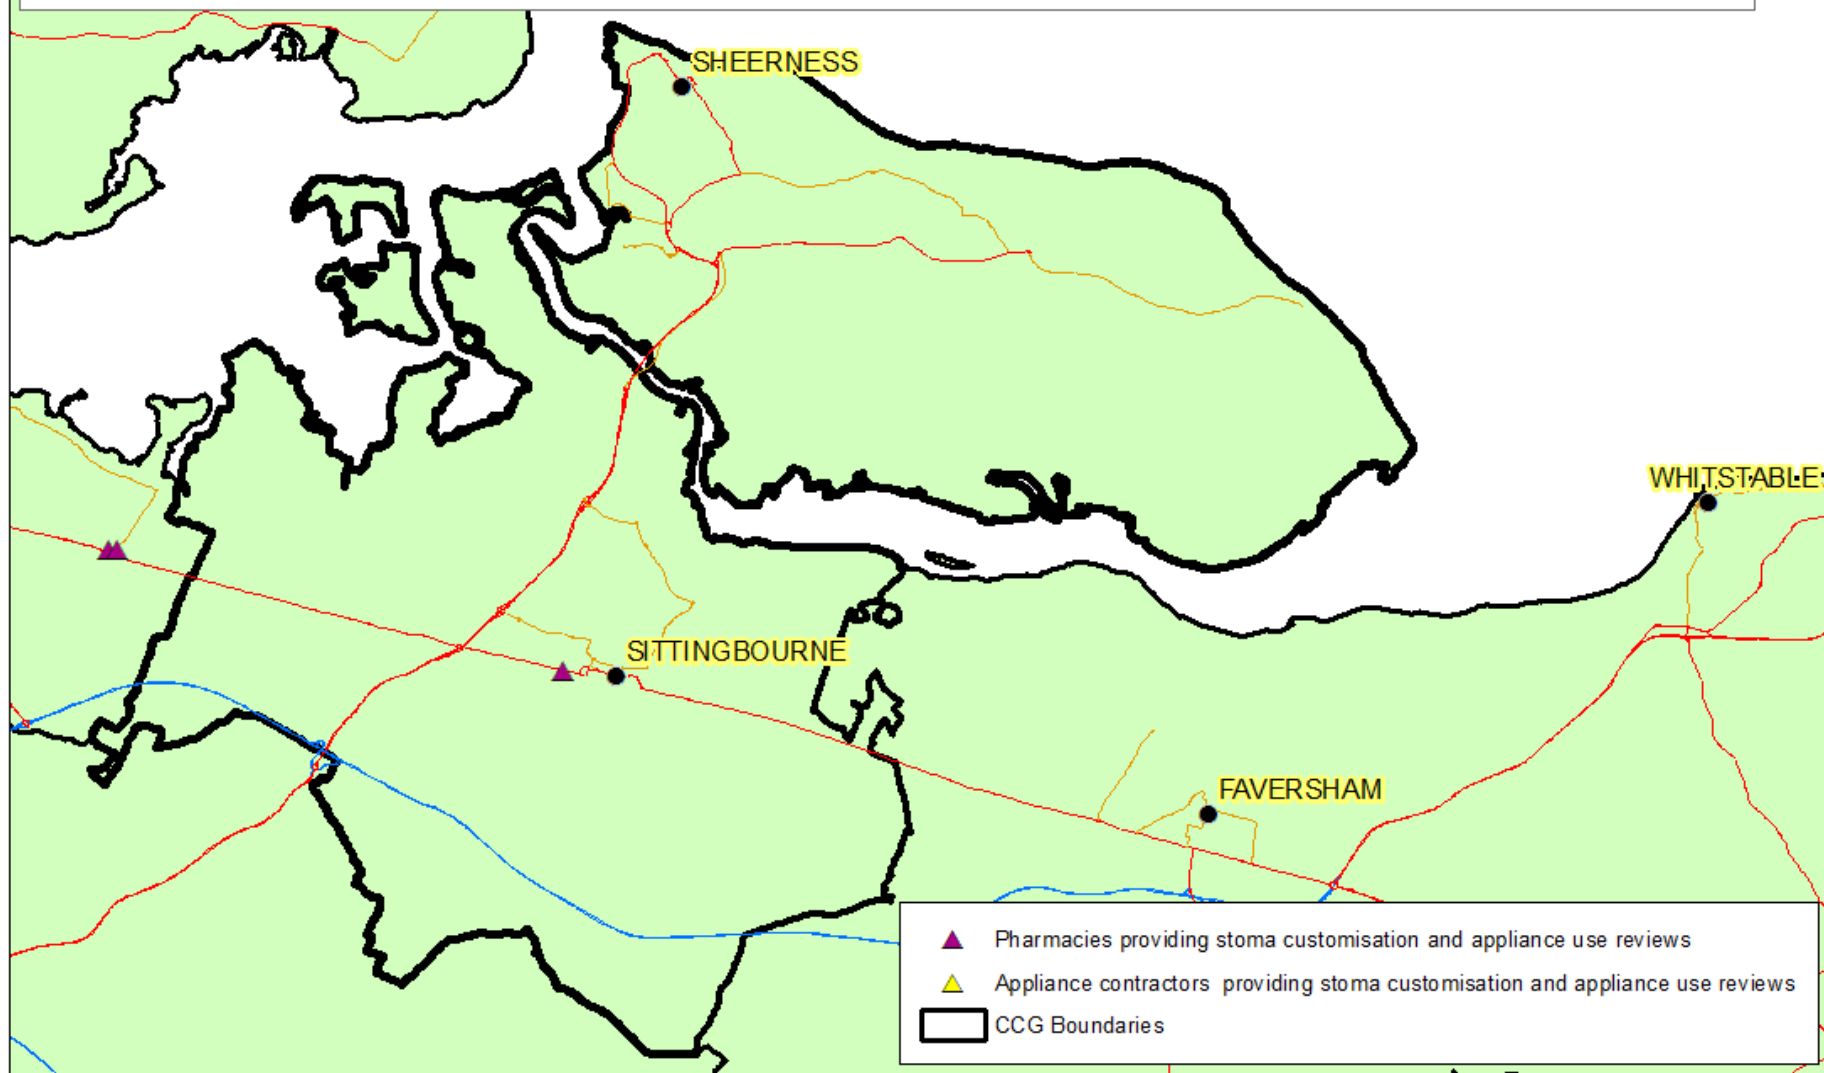 SHEERNESS
WHITSTABLE
SITTINGBOURNE
FAVERSHAM
Pharmacies providing stoma customisation and appliance use reviews
Appliance contractors providing stoma customisation and appliance use reviews
CCG Boundaries